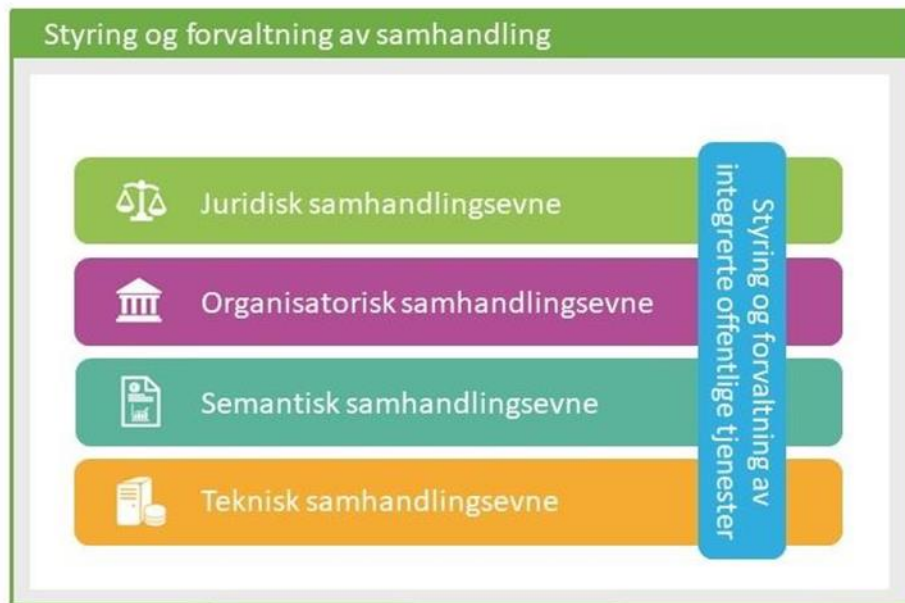 Styring og forvaltning av samhandling
Juridisk samhandlingsevne
Organisatorisk samhandlingsevne
Semantisk samhandlingsevne
Teknisk samhandlingsevne
Styring og forvaltning av
integrerte offentlige tjenester